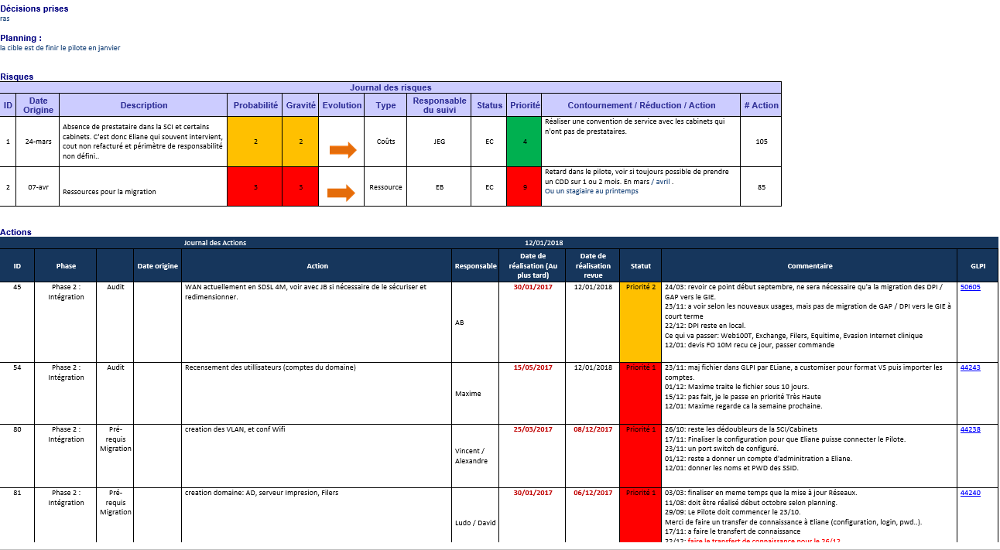 Décisions prises
ras
Planning :
la cible est de finir le pilote en janvier
Risques
Journal des risques
ID
Date
Origine
Description
Probabilité
Gravité
Evolution
Type
Responsable
du suivi
Status
Priorité
Contournement / Réduction / Action
# Action
1
24-mars
Absence de prestataire dans la SCI et certains
cabinets. C'est donc Eliane qui souvent intervient,
cout non refacturé et périmètre de responsabilité
non défini..
2
2
Coûts
JEG
EC
4
Réaliser une convention de service avec les cabinets qui
n'ont pas de prestataires.
105
2
07-avr
Ressources pour la migration
3
3
Ressource
EB
EC
9
Retard dans le pilote, voir si toujours possible de prendre
un CDD sur 1 ou 2 mois. En mars / avril .
Ou un stagiaire au printemps
85
Actions
Journal des Actions
12/01/2018
ID
Phase
Date origine
Action
Responsable
Date de
réalisation (Au
plus tard)
Date de
réalisation
revue
Statut
Commentaire
GLPI
45
Phase 2 :
Intégration
Audit
WAN actuellement en SDSL 4M, voir avec JB si nécessaire de le sécuriser et
redimensionner.
AB
30/01/2017
12/01/2018
Priorité 2
24/03: revoir ce point début septembre, ne sera nécessaire qu'a la migration des DPI /
GAP vers le GIE.
23/11: a voir selon les nouveaux usages, mais pas de migration de GAP / DPI vers le GIE à
court terme
22/12: DPI reste en local.
Ce qui va passer: Web100T, Exchange, Filers, Equitime, Evasion Internet clinique
12/01: devis FO 10M recu ce jour, passer commande
50605
54
Phase 2 :
Intégration
Audit
Recensement des utillisateurs (comptes du domaine)
Maxime
15/05/2017
12/01/2018
Priorité 1
23/11: maj fichier dans GLPI par ELiane, a customiser pour format VS puis importer les
comptes.
01/12: Maxime traite le fichier sous 10 jours.
15/12: pas fait, je le passe en priorité Très Haute
12/01: Maxime regarde ca la semaine prochaine.
44243
80
Phase 2 :
Intégration
Pré-
requis
Migration
creation des VLAN, et conf Wifi
Vincent /
Alexandre
25/03/2017
08/12/2017
Priorité 1
26/10: reste les dédoubleurs de la SCI/Cabinets
17/11: Finaliser la configuration pour que Eliane puisse connecter le Pilote.
23/11: un port switch de configuré.
01/12: reste a donner un compte d'adminitration a Eliane.
12/01: donner les noms et PWD des SSID.
44238
81
Phase 2 :
Intégration
Pré-
requis
Migration
creation domaine: AD, serveur Impresion, Filers
Ludo / David
30/01/2017
06/12/2017
Priorité 1
03/03: finaliser en meme temps que la mise à jour Réseaux.
11/08: doit être réalisé début octobre selon planning.
29/09: Le Pilote doit commencer le 23/10.
Merci de faire un transfer de connaissance à Eliane (configuration, login, pwd..).
17/11: a faire le transfert de connaissance
22/12: faire le transfert de connaissance pour le 26/12
44240